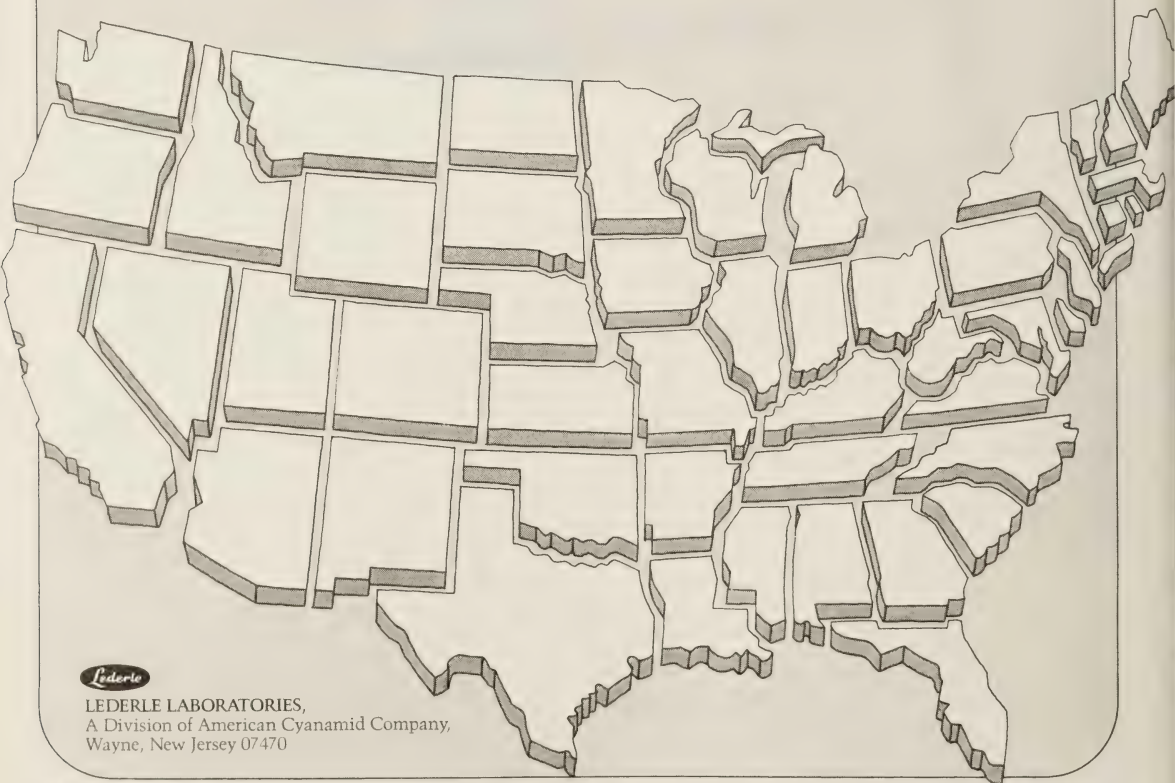 Lederle
LEDERLE LABORATORIES,
A Division of American Cyanamid Company,
Wayne, New Jersey 07470